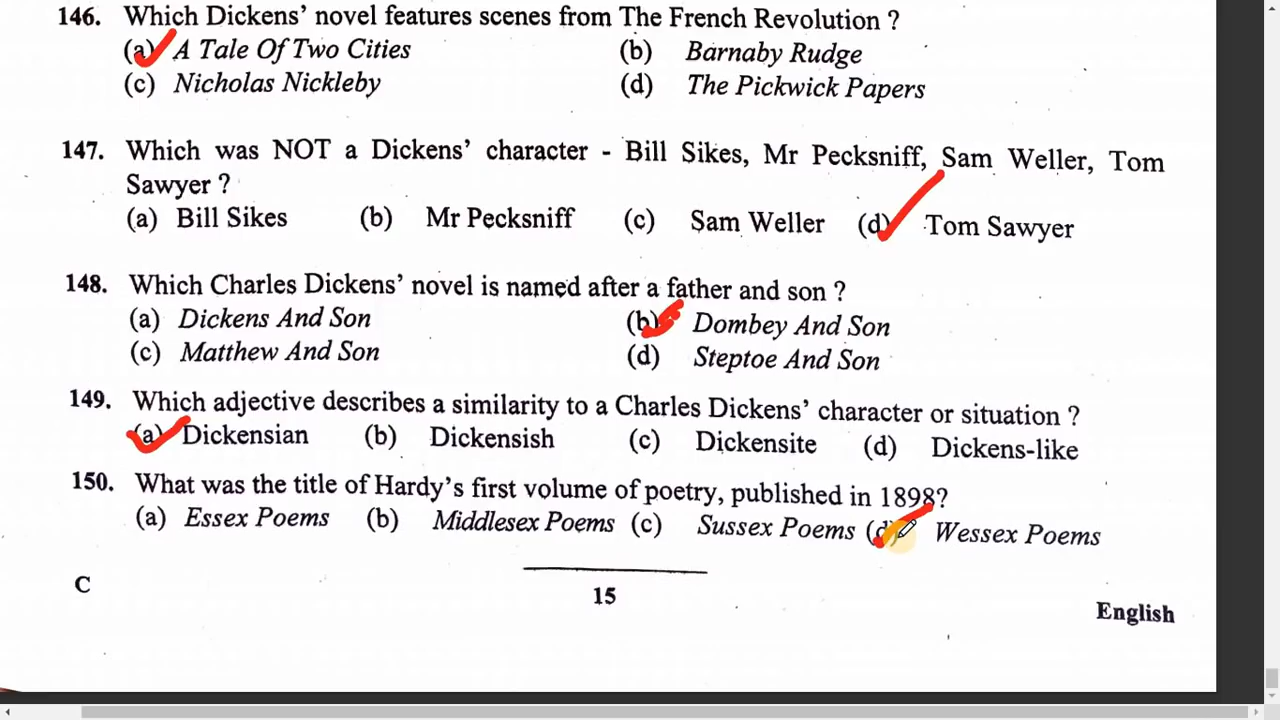 146. Which Dickens' novel features scenes from The French Revolution ?
(a) A Tale Of Two Cities (b) Barnaby Rudge
(c) Nicholas Nickleby (d) The Pickwick Papers
147. Which was NOT a Dickens' character - Bill Sikes, Mr Pecksniff, Sam Weller, Tom
Sawyer ?
(a) Bill Sikes (b) Mr Pecksniff (c) Sam Weller (d) Tom Sawyer
148. Which Charles Dickens' novel is named after a father and son ?
(a) Dickens And Son (b) Dombey And Son
(c) Matthew And Son (d) Steptoe And Son
149. Which adjective describes a similarity to a Charles Dickens' character or situation ?
(a) Dickensian (b) Dickensish (c) Dickensite (d) Dickens-like
150. What was the title of Hardy's first volume of poetry, published in 1898?
(a) Essex Poems (b) Middlesex Poems (c) Sussex Poems (d) Wessex Poems
C
15
English